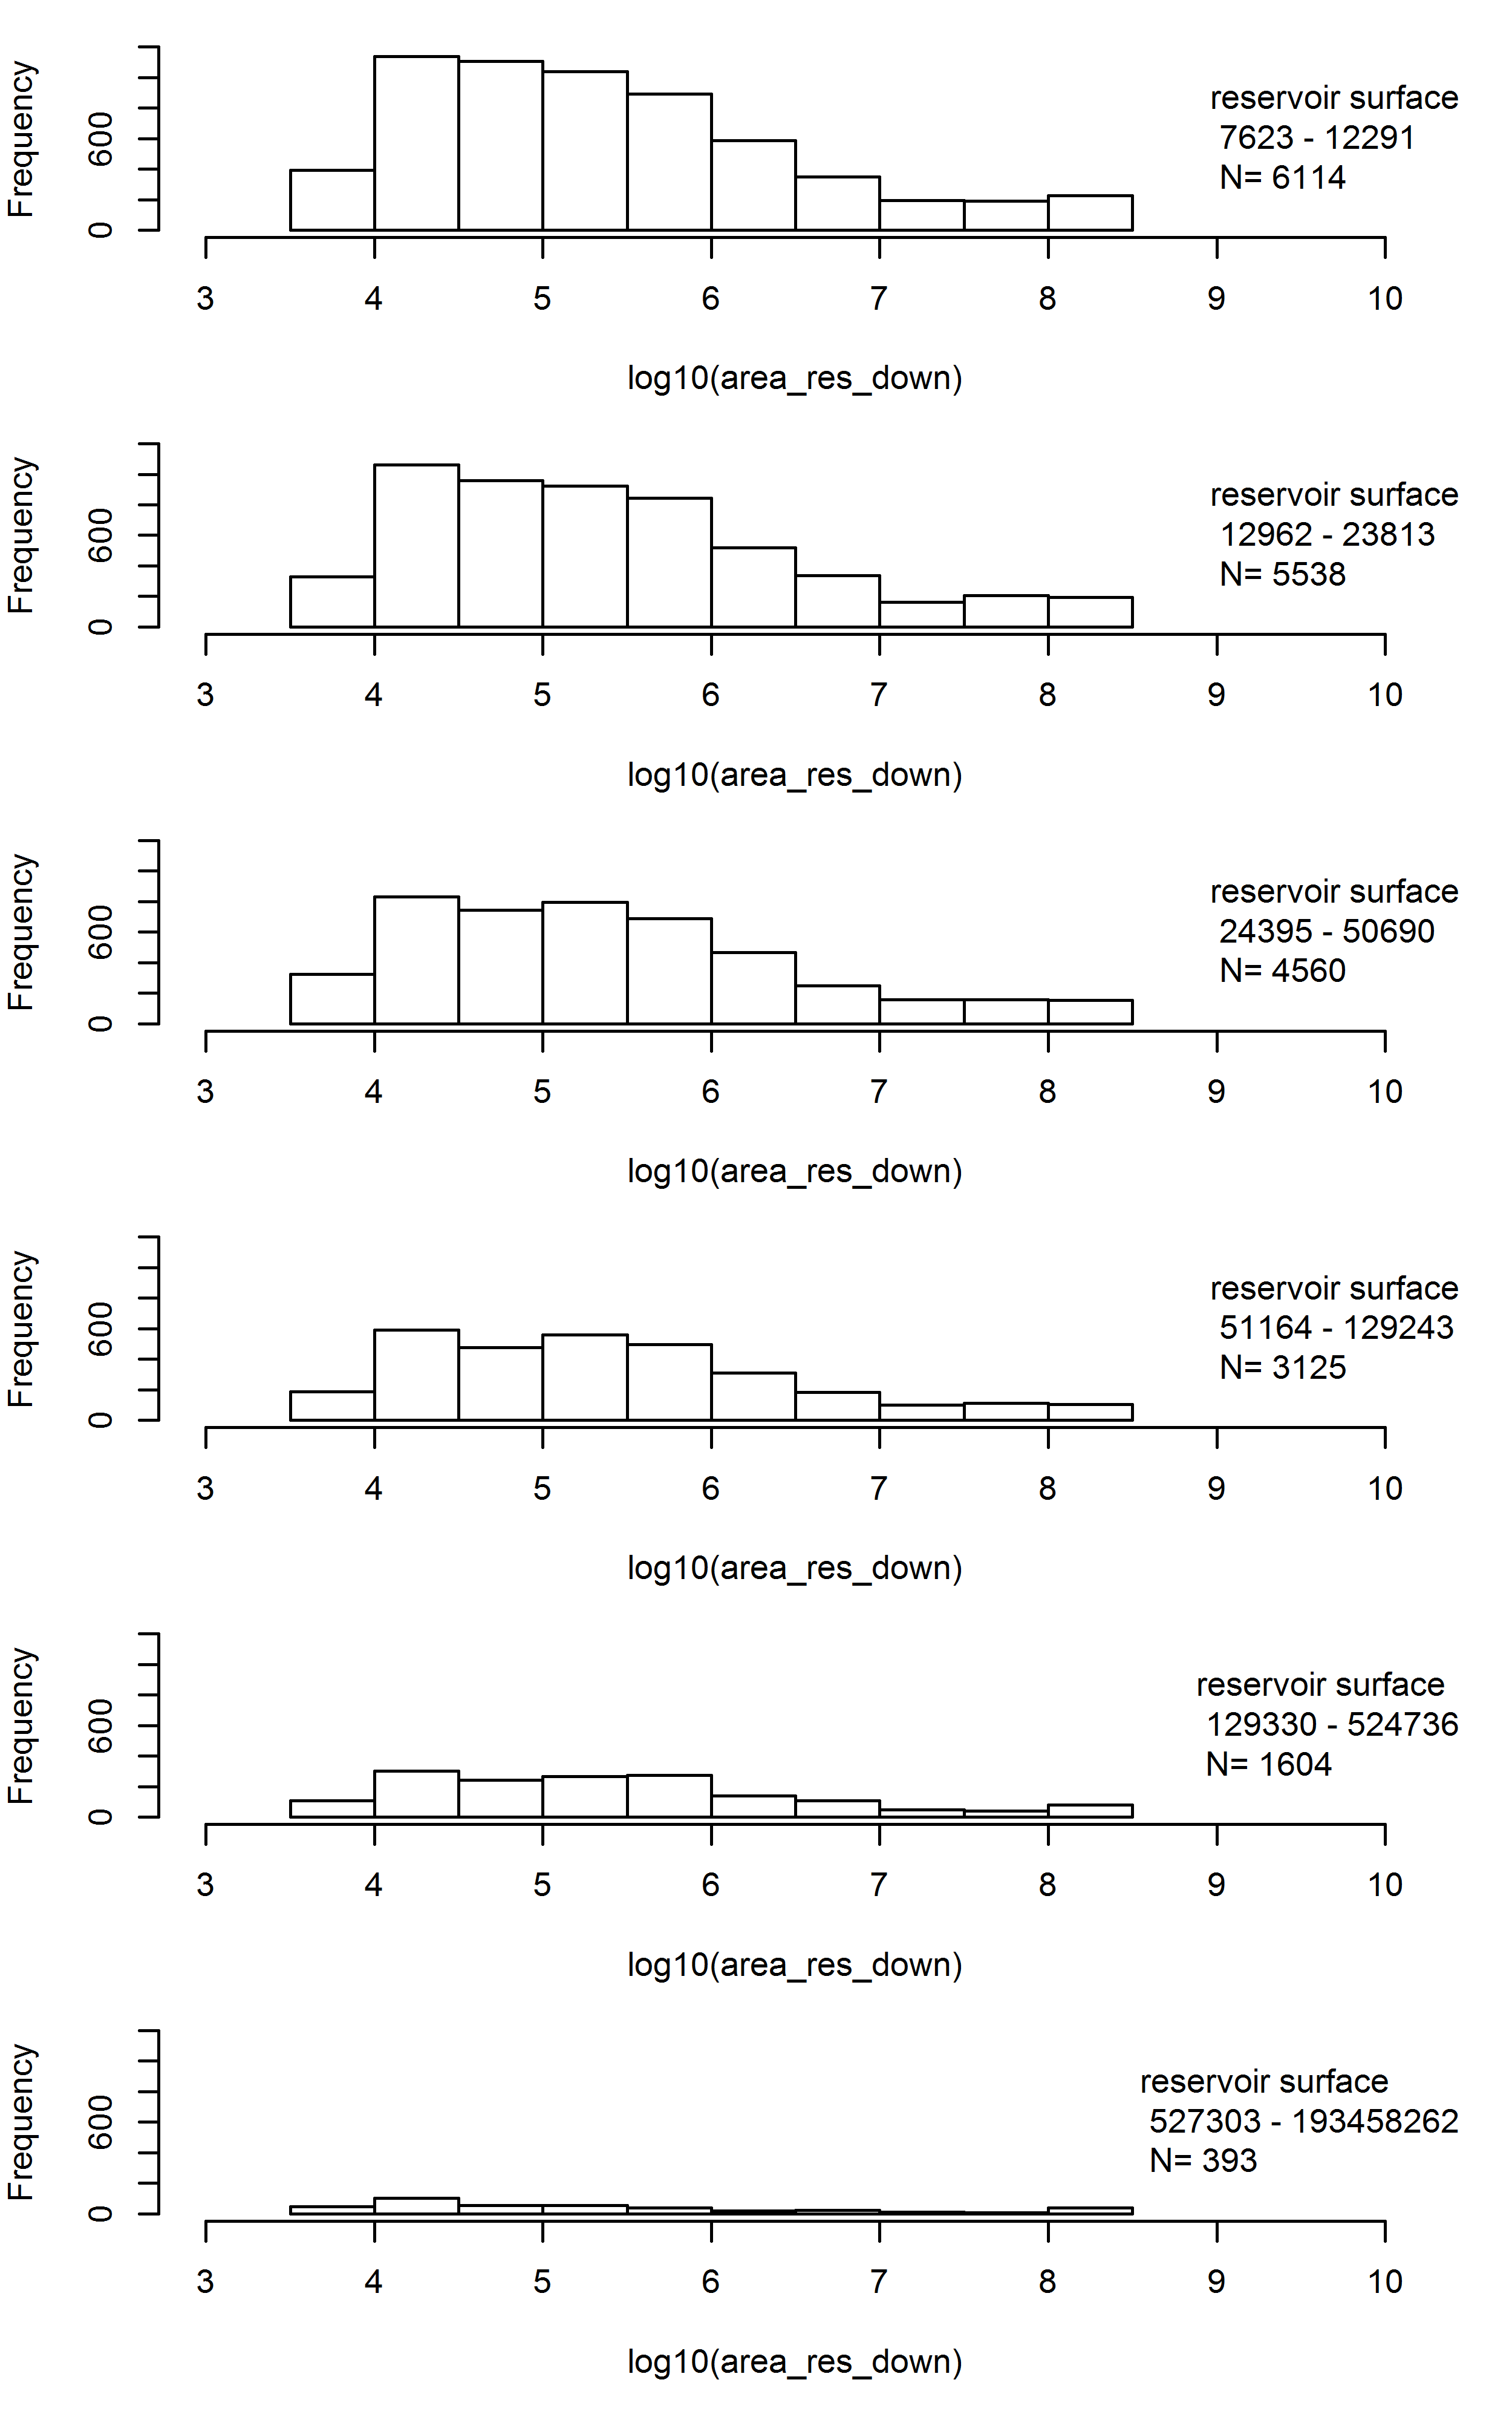 Frequency
600
0
reservoir surface
7623 - 12291
N= 6114
3 4 5 6 7 8 9 10
log10(area_res_down)
Frequency
600
0
reservoir surface
12962 - 23813
N= 5538
3 4 5 6 7 8 9 10
log10(area_res_down)
Frequency
600
0
reservoir surface
24395 - 50690
N= 4560
3 4 5 6 7 8 9 10
log10(area_res_down)
Frequency
600
0
reservoir surface
51164 - 129243
N= 3125
3 4 5 6 7 8 9 10
log10(area_res_down)
Frequency
600
0
reservoir surface
129330 - 524736
N= 1604
3 4 5 6 7 8 9 10
log10(area_res_down)
Frequency
600
0
reservoir surface
527303 - 193458262
N= 393
3 4 5 6 7 8 9 10
log10(area_res_down)